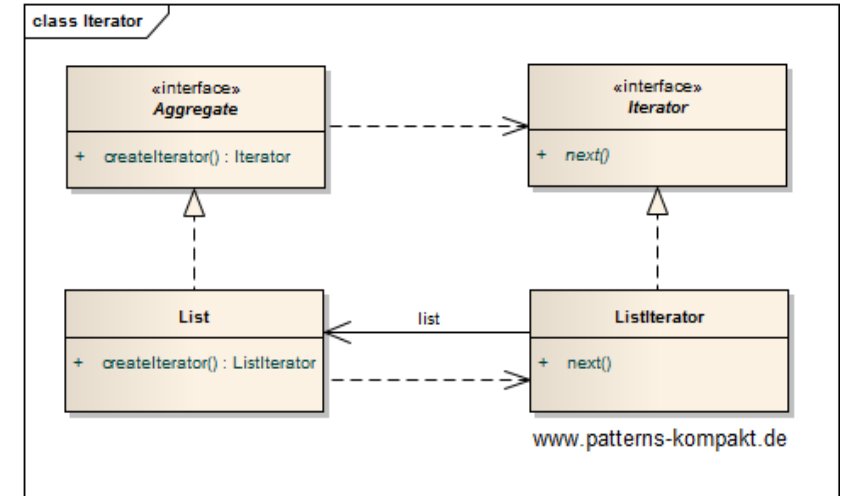 class Iterator
«interface»
Aggregate
+ createIterator() : Iterator
«interface»
Iterator
+ next()
List
+ createIterator() : ListIterator
list
ListIterator
+ next()
www.patterns-kompakt.de